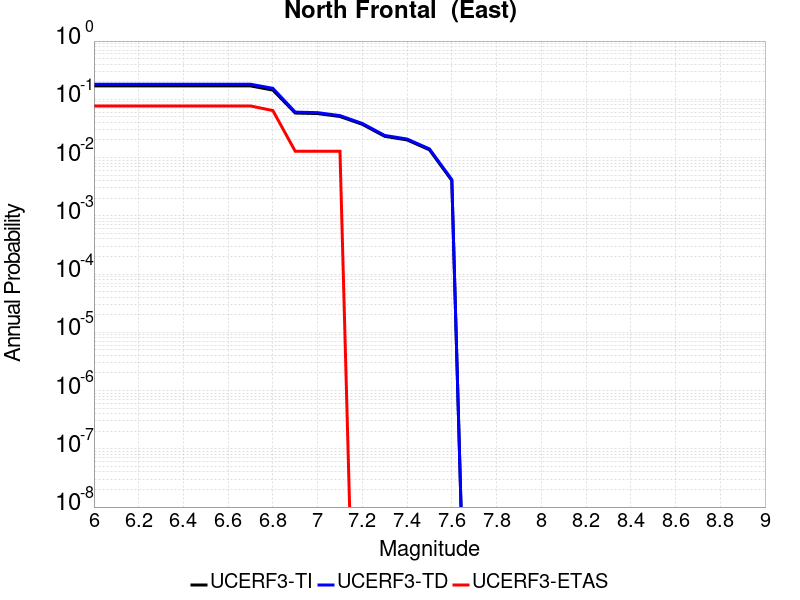 North Frontal (East)
10^0
10^-1
10^-2
10^-3
10^-4
10^-5
10^-6
10^-7
10^-8
Annual Probability
6 6.2 6.4 6.6 6.8 7 7.2 7.4 7.6 7.8 8 8.2 8.4 8.6 8.8 9
Magnitude
UCERF3-TI UCERF3-TD UCERF3-ETAS